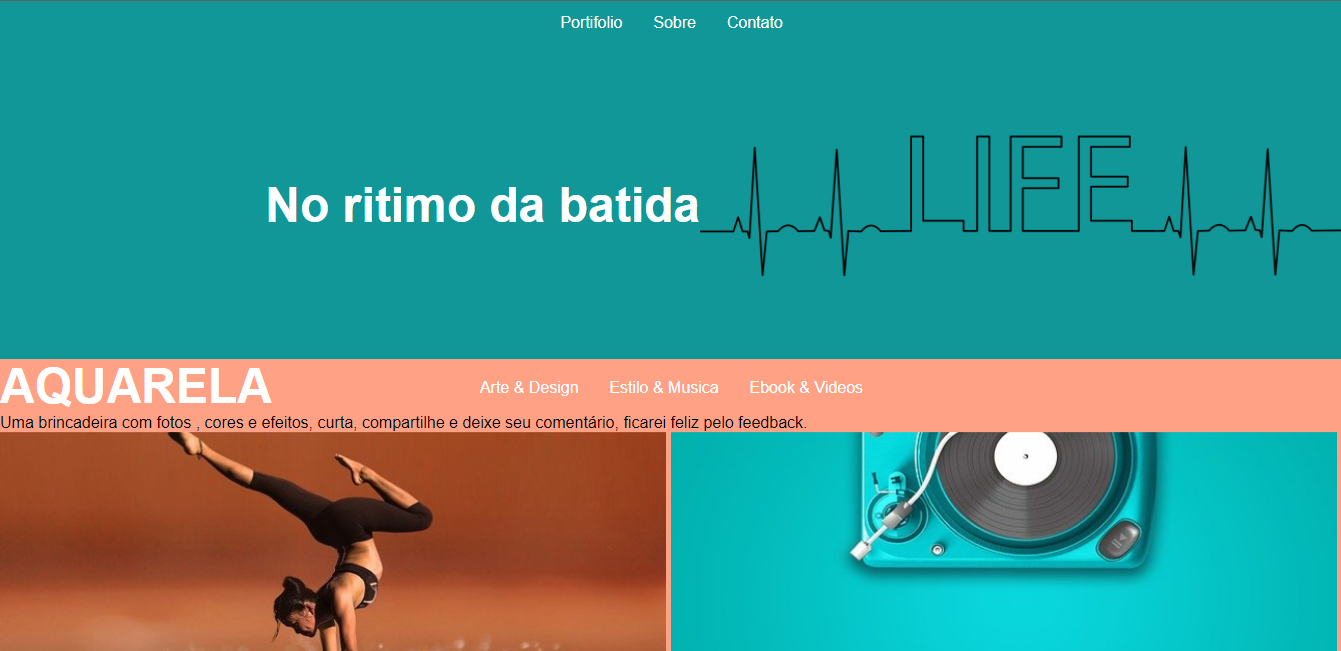 Portifolio Sobre Contato
No ritimo da batida LIFE
AQUARELA Arte & Design Estilo & Musica Ebook & Videos
Uma brincadeira com fotos , cores e efeitos, curta, compartilhe e deixe seu comentário, ficarei feliz pelo feedback.